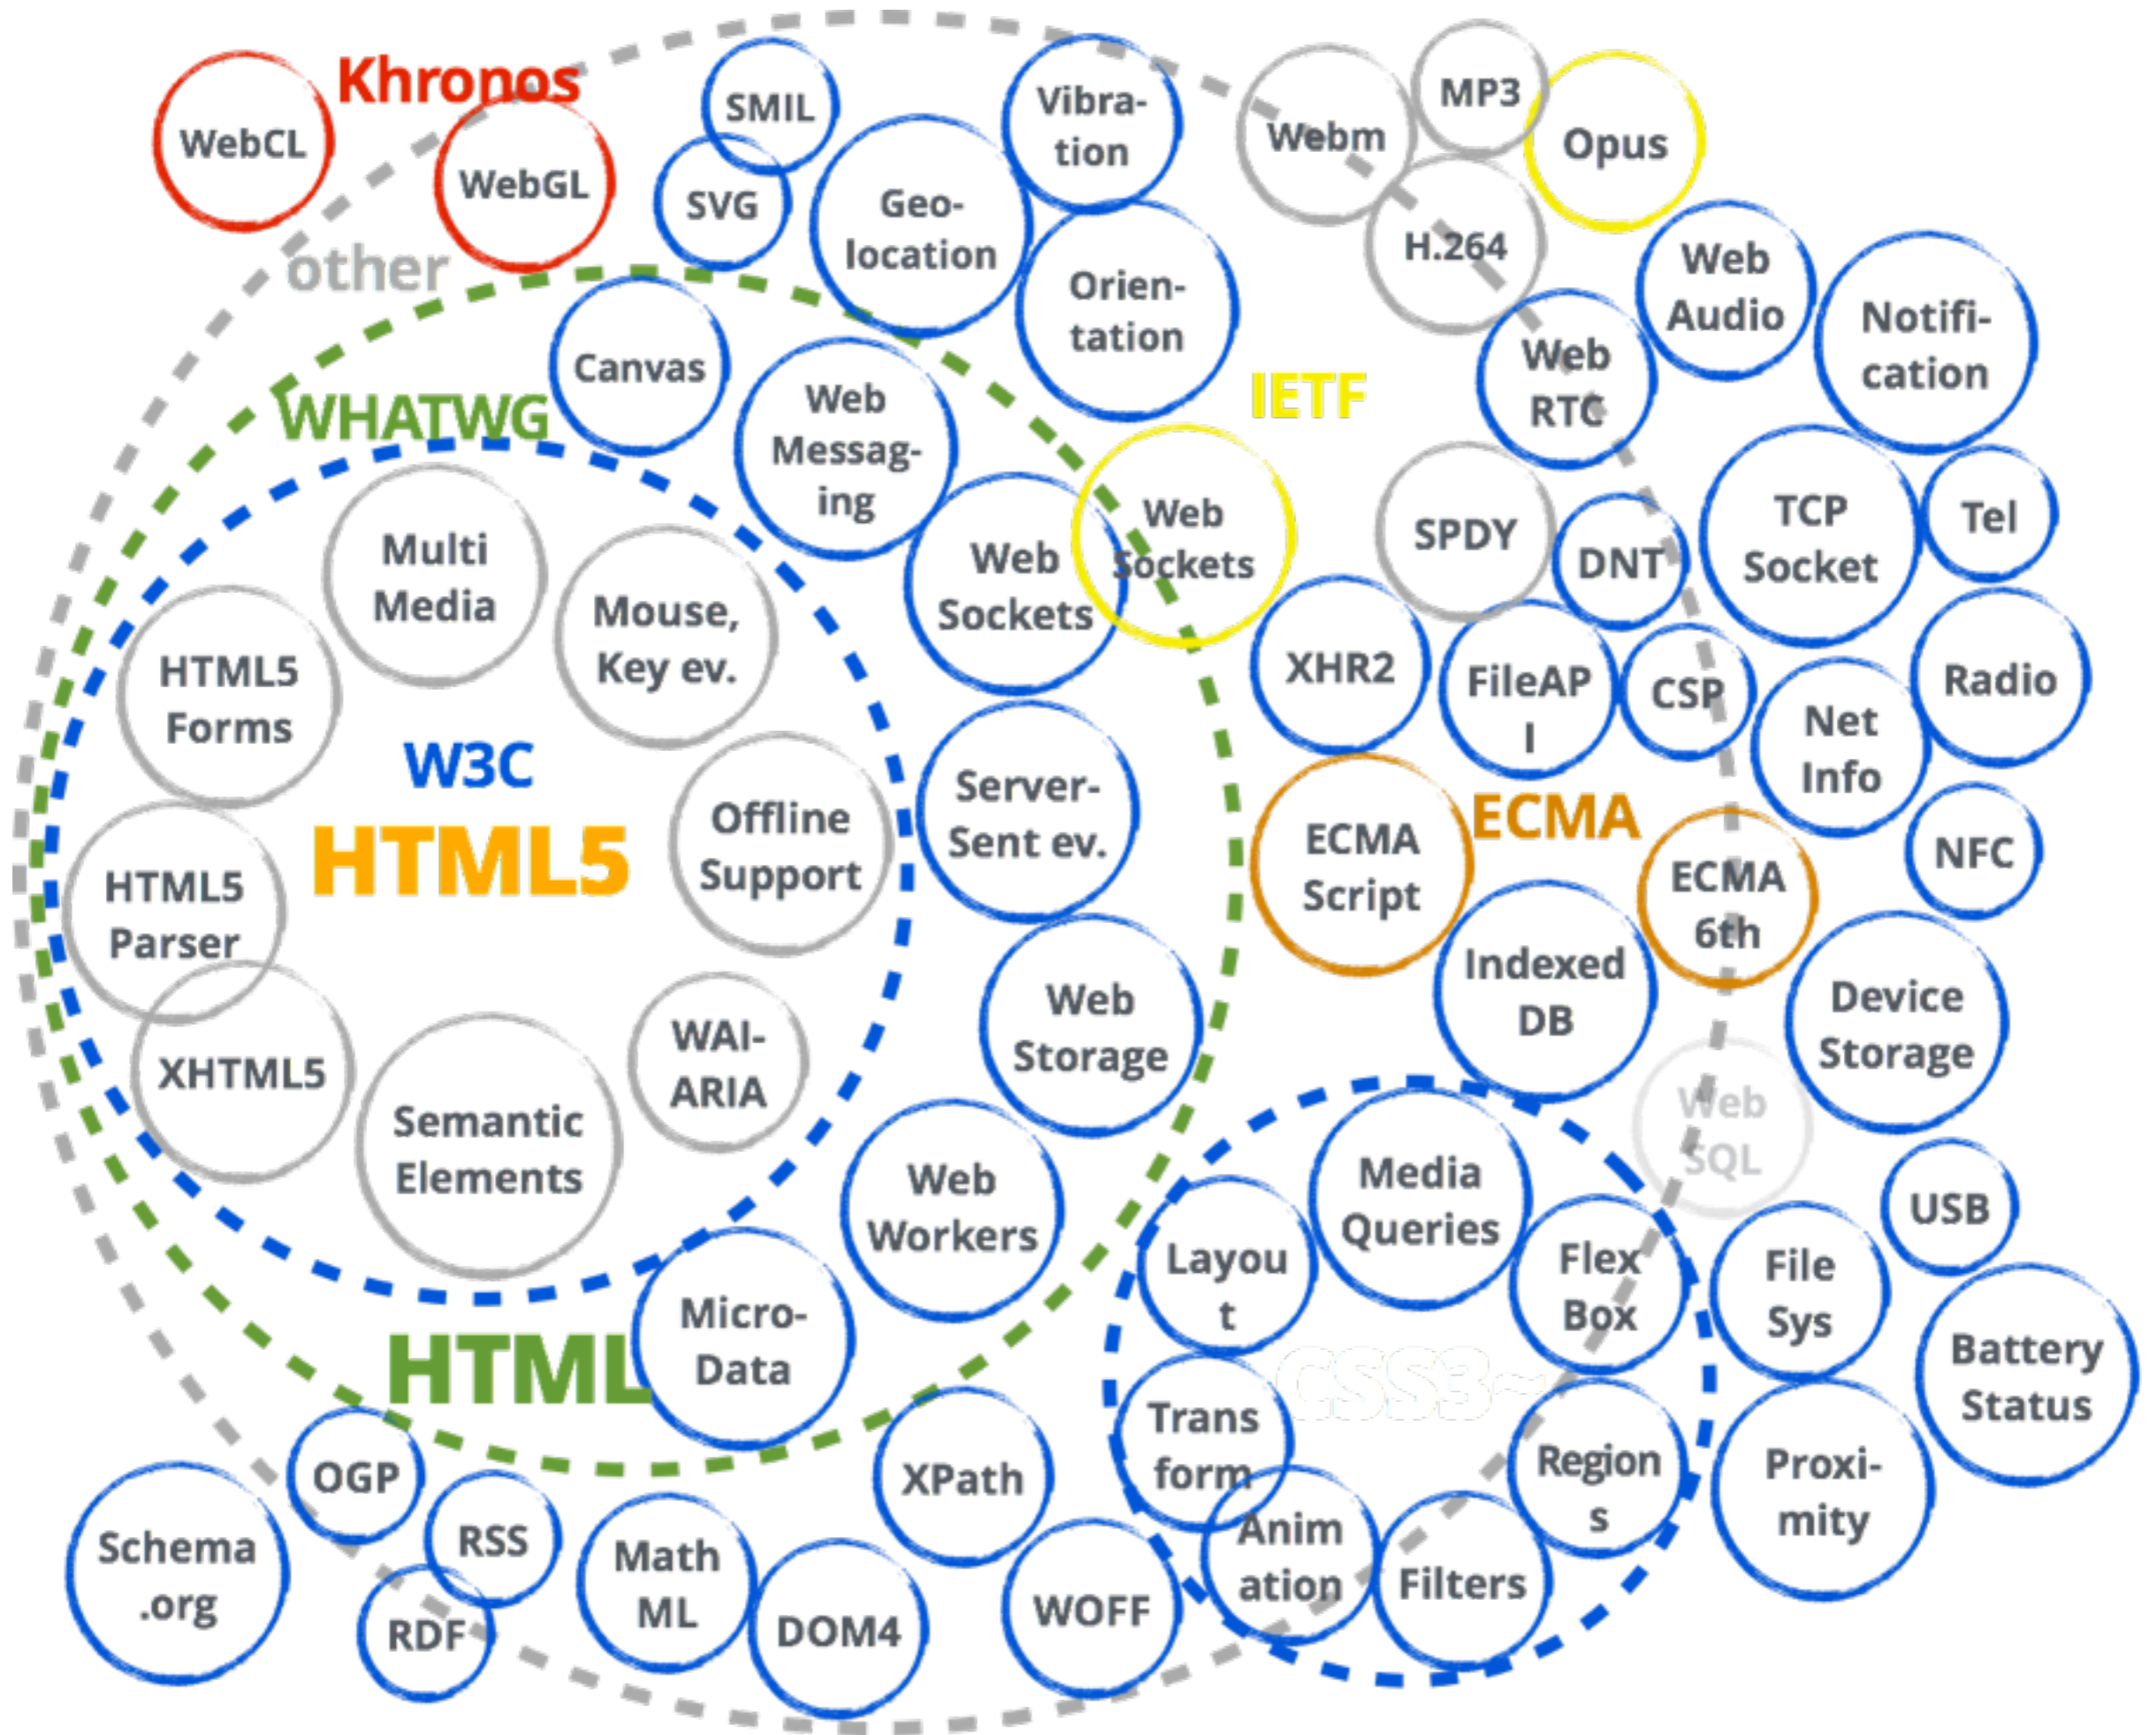 Khronos
WebCL
WebGL
SMIL
SVG
Geo-
location
Vibra-
tion
Orien-
tation
Webm
MP3
Opus
H.264
Web
Audio
Notifi-
cation
other
WHATWG
Canvas
Web
Messag-
ing
IETF
Web
RTC
Web
Sockets
Web
Sockets
SPDY
DNT
TCP
Socket
Tel
Multi
Media
Mouse,
Key ev.
HTML5
Forms
XHR2
FileAP
I
CSP
Net
Info
Radio
W3C
HTML5
Offline
Support
Server-
Sent ev.
ECMA
Script
ECMA
ECMA
6th
NFC
HTML5
Parser
Indexed
DB
Device
Storage
XHTML5
Semantic
Elements
WAI-
ARIA
Web
Storage
Web
SQL
Web
Workers
Media
Queries
Layou
t
Flex
Box
File
Sys
USB
Battery
Status
HTML
Micro-
Data
CSS3~
Trans
form
Region
s
Proxi-
mity
OGP
Schema
.org
RSS
RDF
Math
ML
DOM4
XPath
WOFF
Anim
ation
Filters